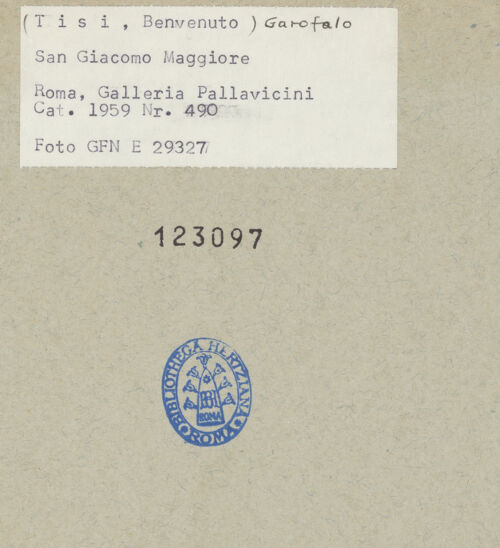 (T i s i , Benvenuto ) Garofalo
San Giacomo Maggiore
Roma, Galleria Pallavicini
Cat. 1959 Nr. 490
Foto GFN E 29327
123097
BIBLIOTHECA HERTZIANA
ROMA
ROMA